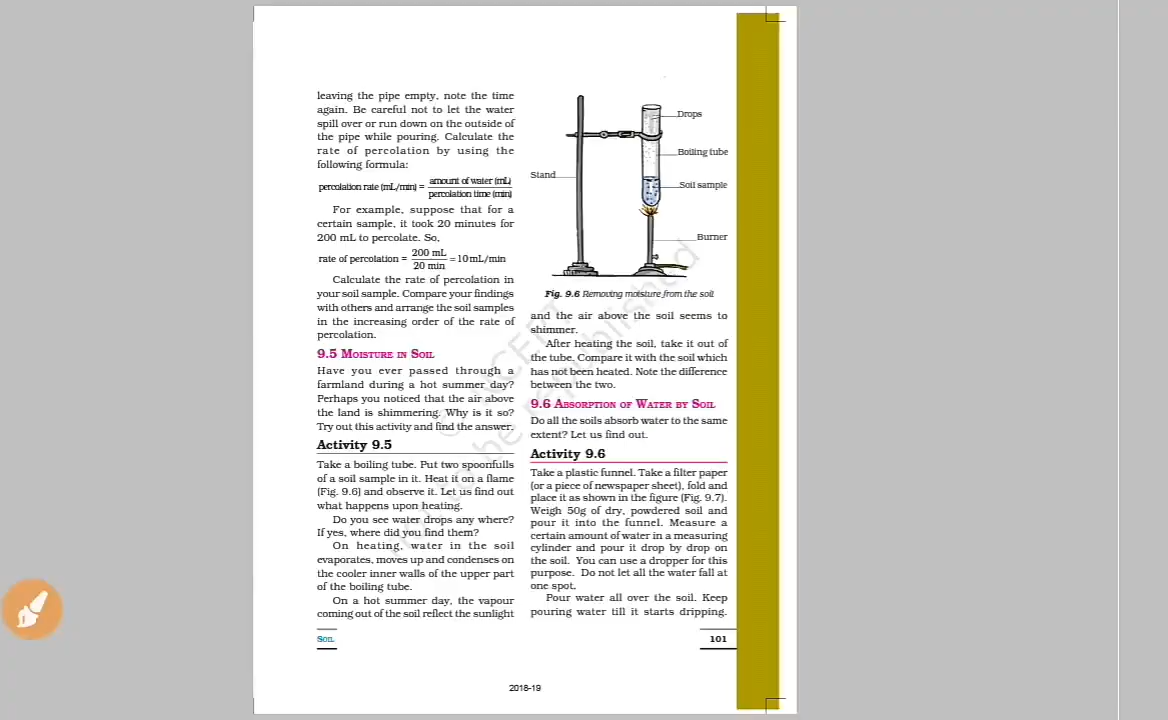 leaving the pipe empty, note the time
again. Be careful not to let the water
spill over or run down on the outside of
the pipe while pouring. Calculate the
rate of percolation by using the
following formula:
percolation rate (mL/min) = amount of water (mL)
percolation time (min)
For example, suppose that for a
certain sample, it took 20 minutes for
200 mL to percolate. So,
rate of percolation = 200 mL = 10 mL/min
20 min
Calculate the rate of percolation in
your soil sample. Compare your findings
with others and arrange the soil samples
in the increasing order of the rate of
percolation.
9.5 MOISTURE IN SOIL
Have you ever passed through a
farmland during a hot summer day?
Perhaps you noticed that the air above
the land is shimmering. Why is it so?
Try out this activity and find the answer.
Activity 9.5
Take a boiling tube. Put two spoonfulls
of a soil sample in it. Heat it on a flame
(Fig. 9.6) and observe it. Let us find out
what happens upon heating.
Do you see water drops any where?
If yes, where did you find them?
On heating, water in the soil
evaporates, moves up and condenses on
the cooler inner walls of the upper part
of the boiling tube.
On a hot summer day, the vapour
coming out of the soil reflect the sunlight
Drops
Boiling tube
Stand
Soil sample
Burner
Fig. 9.6 Removing moisture from the soil
and the air above the soil seems to
shimmer.
After heating the soil, take it out of
the tube. Compare it with the soil which
has not been heated. Note the difference
between the two.
9.6 ABSORPTION OF WATER BY SOIL
Do all the soils absorb water to the same
extent? Let us find out.
Activity 9.6
Take a plastic funnel. Take a filter paper
(or a piece of newspaper sheet), fold and
place it as shown in the figure (Fig. 9.7).
Weigh 50g of dry, powdered soil and
pour it into the funnel. Measure a
certain amount of water in a measuring
cylinder and pour it drop by drop on
the soil. You can use a dropper for this
purpose. Do not let all the water fall at
one spot.
Pour water all over the soil. Keep
pouring water till it starts dripping.
SOIL
101
2018-19
© NCERT
not to be republished